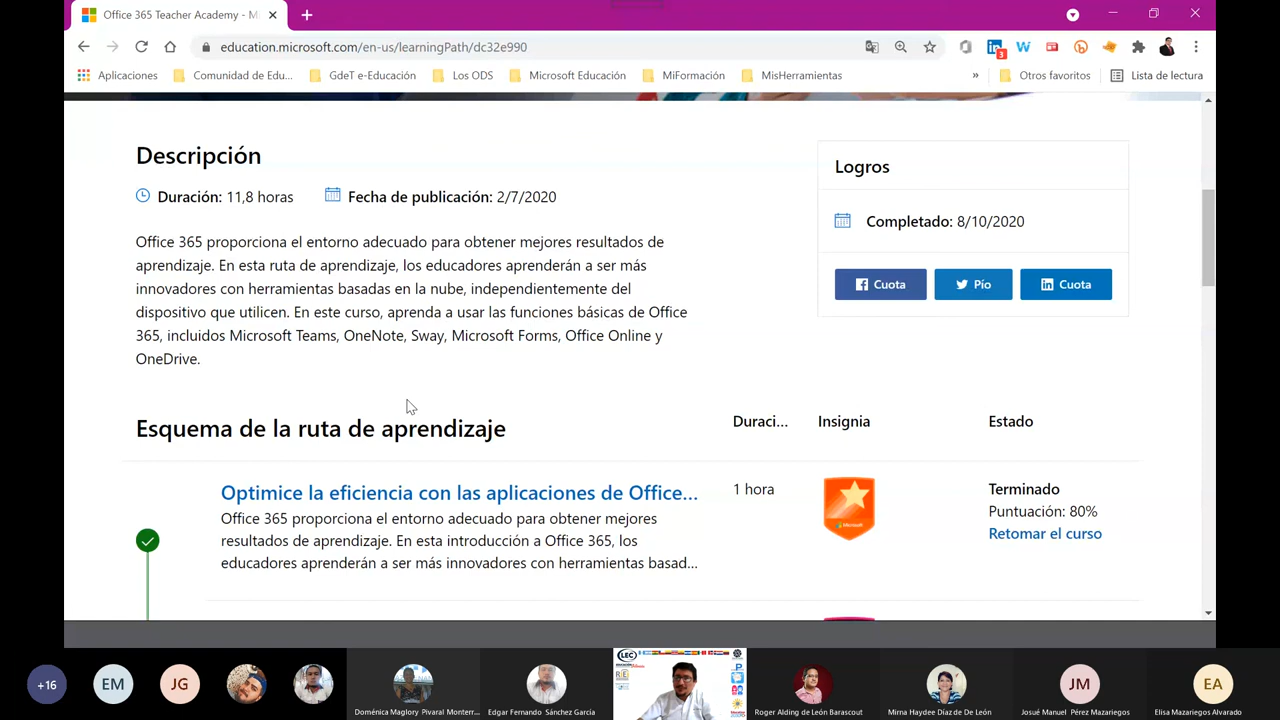 Office 365 Teacher Academy - M
education.microsoft.com/en-us/learningPath/dc32e990
3
Aplicaciones
Comunidad de Edu...
GdeT e-Educación
Los ODS
Microsoft Educación
MiFormación
MisHerramientas
»
Otros favoritos
Lista de lectura
Descripción
Duración: 11,8 horas
Fecha de publicación: 2/7/2020
Office 365 proporciona el entorno adecuado para obtener mejores resultados de
aprendizaje. En esta ruta de aprendizaje, los educadores aprenderán a ser más
innovadores con herramientas basadas en la nube, independientemente del
dispositivo que utilicen. En este curso, aprenda a usar las funciones básicas de Office
365, incluidos Microsoft Teams, OneNote, Sway, Microsoft Forms, Office Online y
OneDrive.
Logros
Completado: 8/10/2020
Cuota
Pío
Cuota
Esquema de la ruta de aprendizaje
Duraci...
Insignia
Estado
Optimice la eficiencia con las aplicaciones de Office...
Office 365 proporciona el entorno adecuado para obtener mejores
resultados de aprendizaje. En esta introducción a Office 365, los
educadores aprenderán a ser más innovadores con herramientas basad...
1 hora
Microsoft
Terminado
Puntuación: 80%
Retomar el curso
+16
EM
JG
Doménica Maglory Pivaral Monterr...
Edgar Fernando Sánchez García
LEC
Roger Alding de León Barascout
Mirna Haydee Díaz de De León
JM
Josué Manuel Pérez Mazariegos
EA
Elisa Mazariegos Alvarado